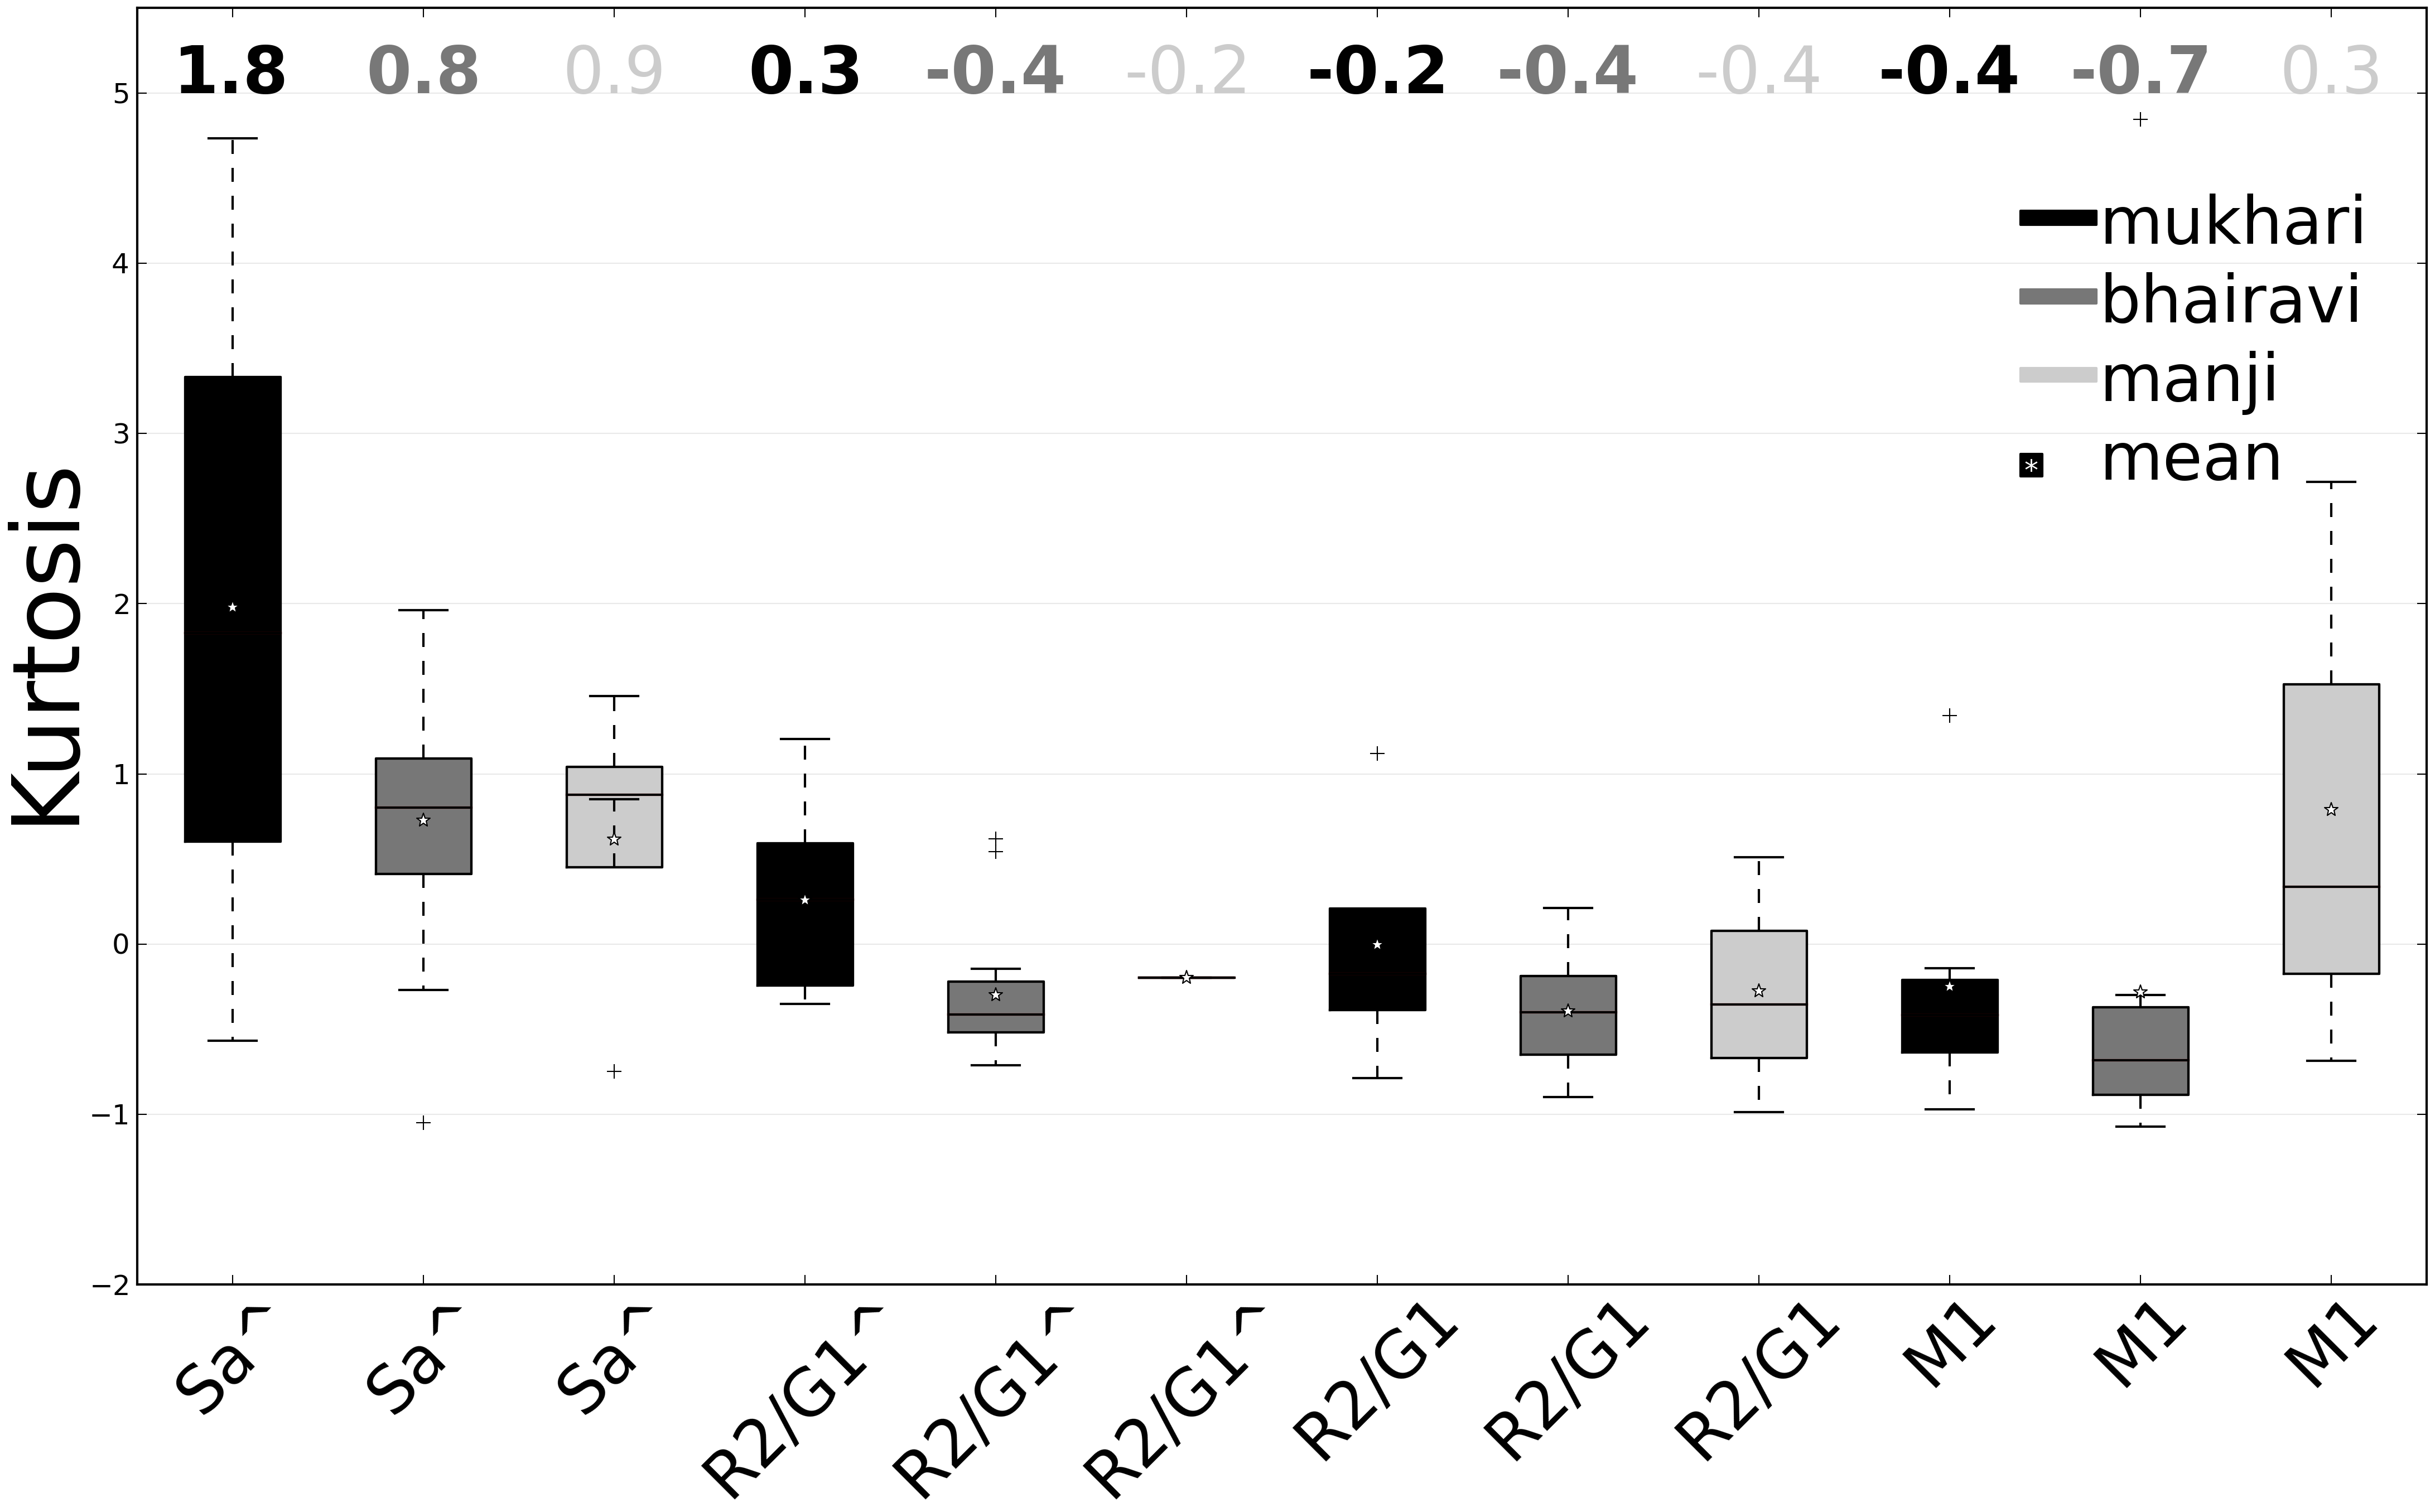 1.8 0.8 0.9 0.3 -0.4 -0.2 -0.2 -0.4 -0.4 -0.4 -0.7 0.3
5
4
3
2
1
0
−1
−2
Kurtosis
mukhari
bhairavi
manji
mean
Sa^ Sa^ Sa^ R2/G1^ R2/G1^ R2/G1^ R2/G1 R2/G1 R2/G1 M1 M1 M1